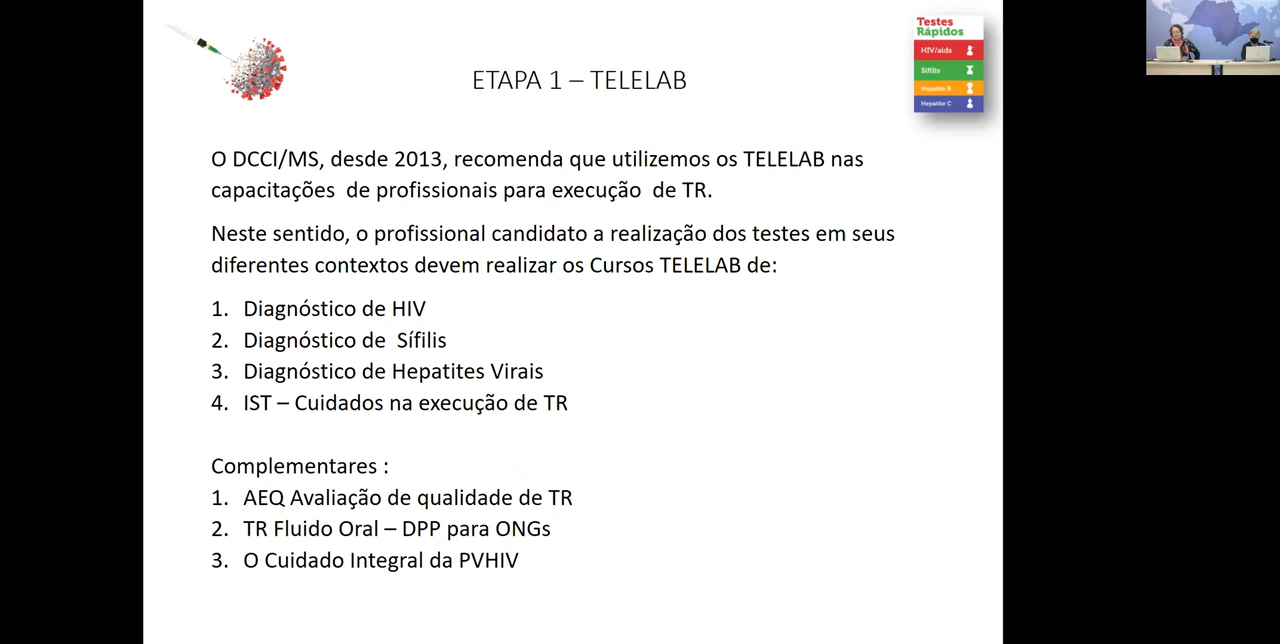 Testes
Rápidos
HIV/aids
Sífilis
Hepatite B
Hepatite C
ETAPA 1 – TELELAB
O DCCI/MS, desde 2013, recomenda que utilizemos os TELELAB nas
capacitações de profissionais para execução de TR.
Neste sentido, o profissional candidato a realização dos testes em seus
diferentes contextos devem realizar os Cursos TELELAB de:
1. Diagnóstico de HIV
2. Diagnóstico de Sífilis
3. Diagnóstico de Hepatites Virais
4. IST – Cuidados na execução de TR
Complementares :
1. AEQ Avaliação de qualidade de TR
2. TR Fluido Oral – DPP para ONGs
3. O Cuidado Integral da PVHIV